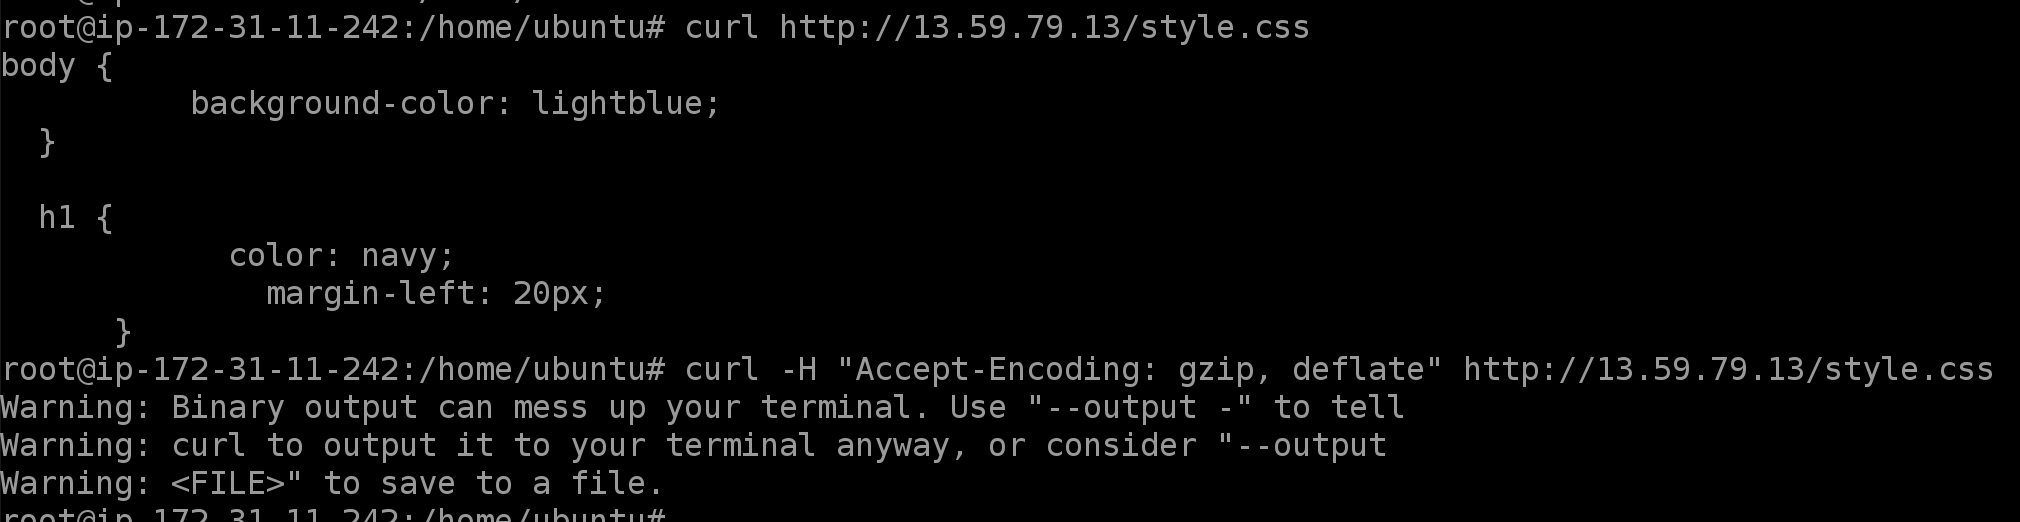 root@ip-172-31-11-242:/home/ubuntu# curl http://13.59.79.13/style.css
body {
          background-color: lightblue;
  }

  h1 {
            color: navy;
              margin-left: 20px;
      }
root@ip-172-31-11-242:/home/ubuntu# curl -H "Accept-Encoding: gzip, deflate" http://13.59.79.13/style.css
Warning: Binary output can mess up your terminal. Use "--output -" to tell
Warning: curl to output it to your terminal anyway, or consider "--output
Warning: <FILE>" to save to a file.
root@ip-172-31-11-242:/home/ubuntu#